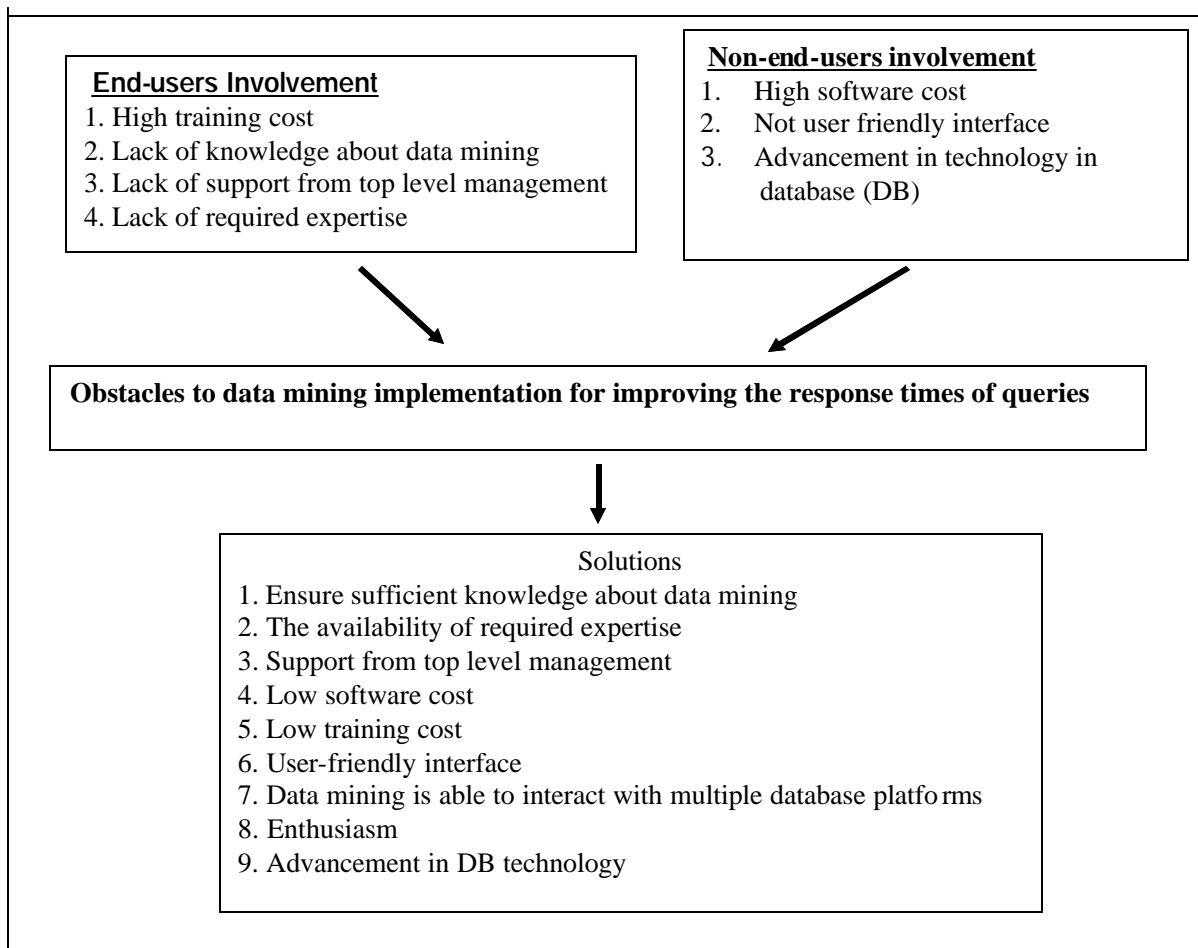 End-users Involvement
1. High training cost
2. Lack of knowledge about data mining
3. Lack of support from top level management
4. Lack of required expertise
Non-end-users involvement
1. High software cost
2. Not user friendly interface
3. Advancement in technology in
database (DB)
Obstacles to data mining implementation for improving the response times of queries
Solutions
1. Ensure sufficient knowledge about data mining
2. The availability of required expertise
3. Support from top level management
4. Low software cost
5. Low training cost
6. User-friendly interface
7. Data mining is able to interact with multiple database platforms
8. Enthusiasm
9. Advancement in DB technology